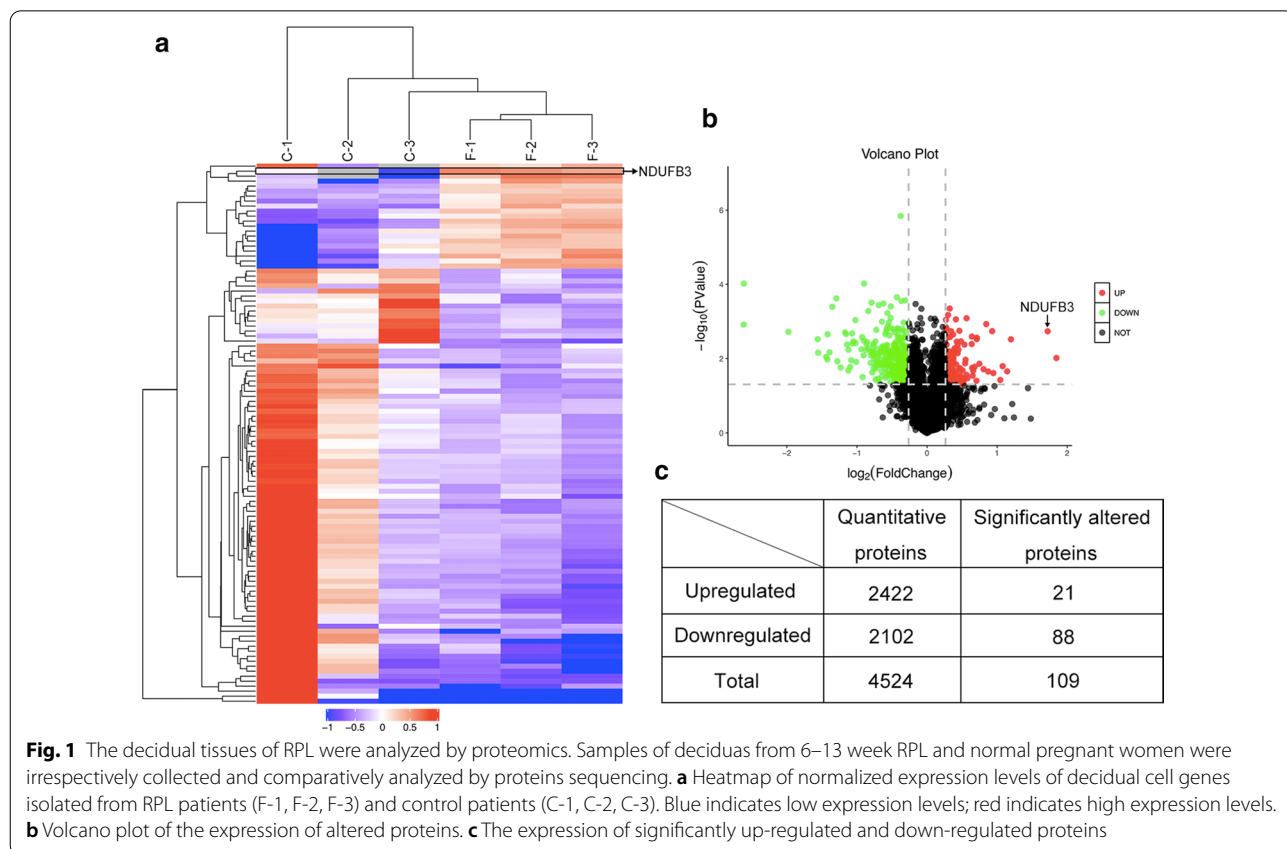 a
C-1 C-2 C-3 F-1 F-2 F-3
NDUFB3
-1 -0.5 0 0.5 1
b
Volcano Plot
−log10(PValue)
6
4
2
0
-2 -1 0 1 2
log2(FoldChange)
NDUFB3
UP
DOWN
NOT
c
Quantitative proteins Significantly altered proteins
Upregulated 2422 21
Downregulated 2102 88
Total 4524 109
Fig. 1 The decidual tissues of RPL were analyzed by proteomics. Samples of deciduas from 6–13 week RPL and normal pregnant women were
irrespectively collected and comparatively analyzed by proteins sequencing. a Heatmap of normalized expression levels of decidual cell genes
isolated from RPL patients (F-1, F-2, F-3) and control patients (C-1, C-2, C-3). Blue indicates low expression levels; red indicates high expression levels.
b Volcano plot of the expression of altered proteins. c The expression of significantly up-regulated and down-regulated proteins